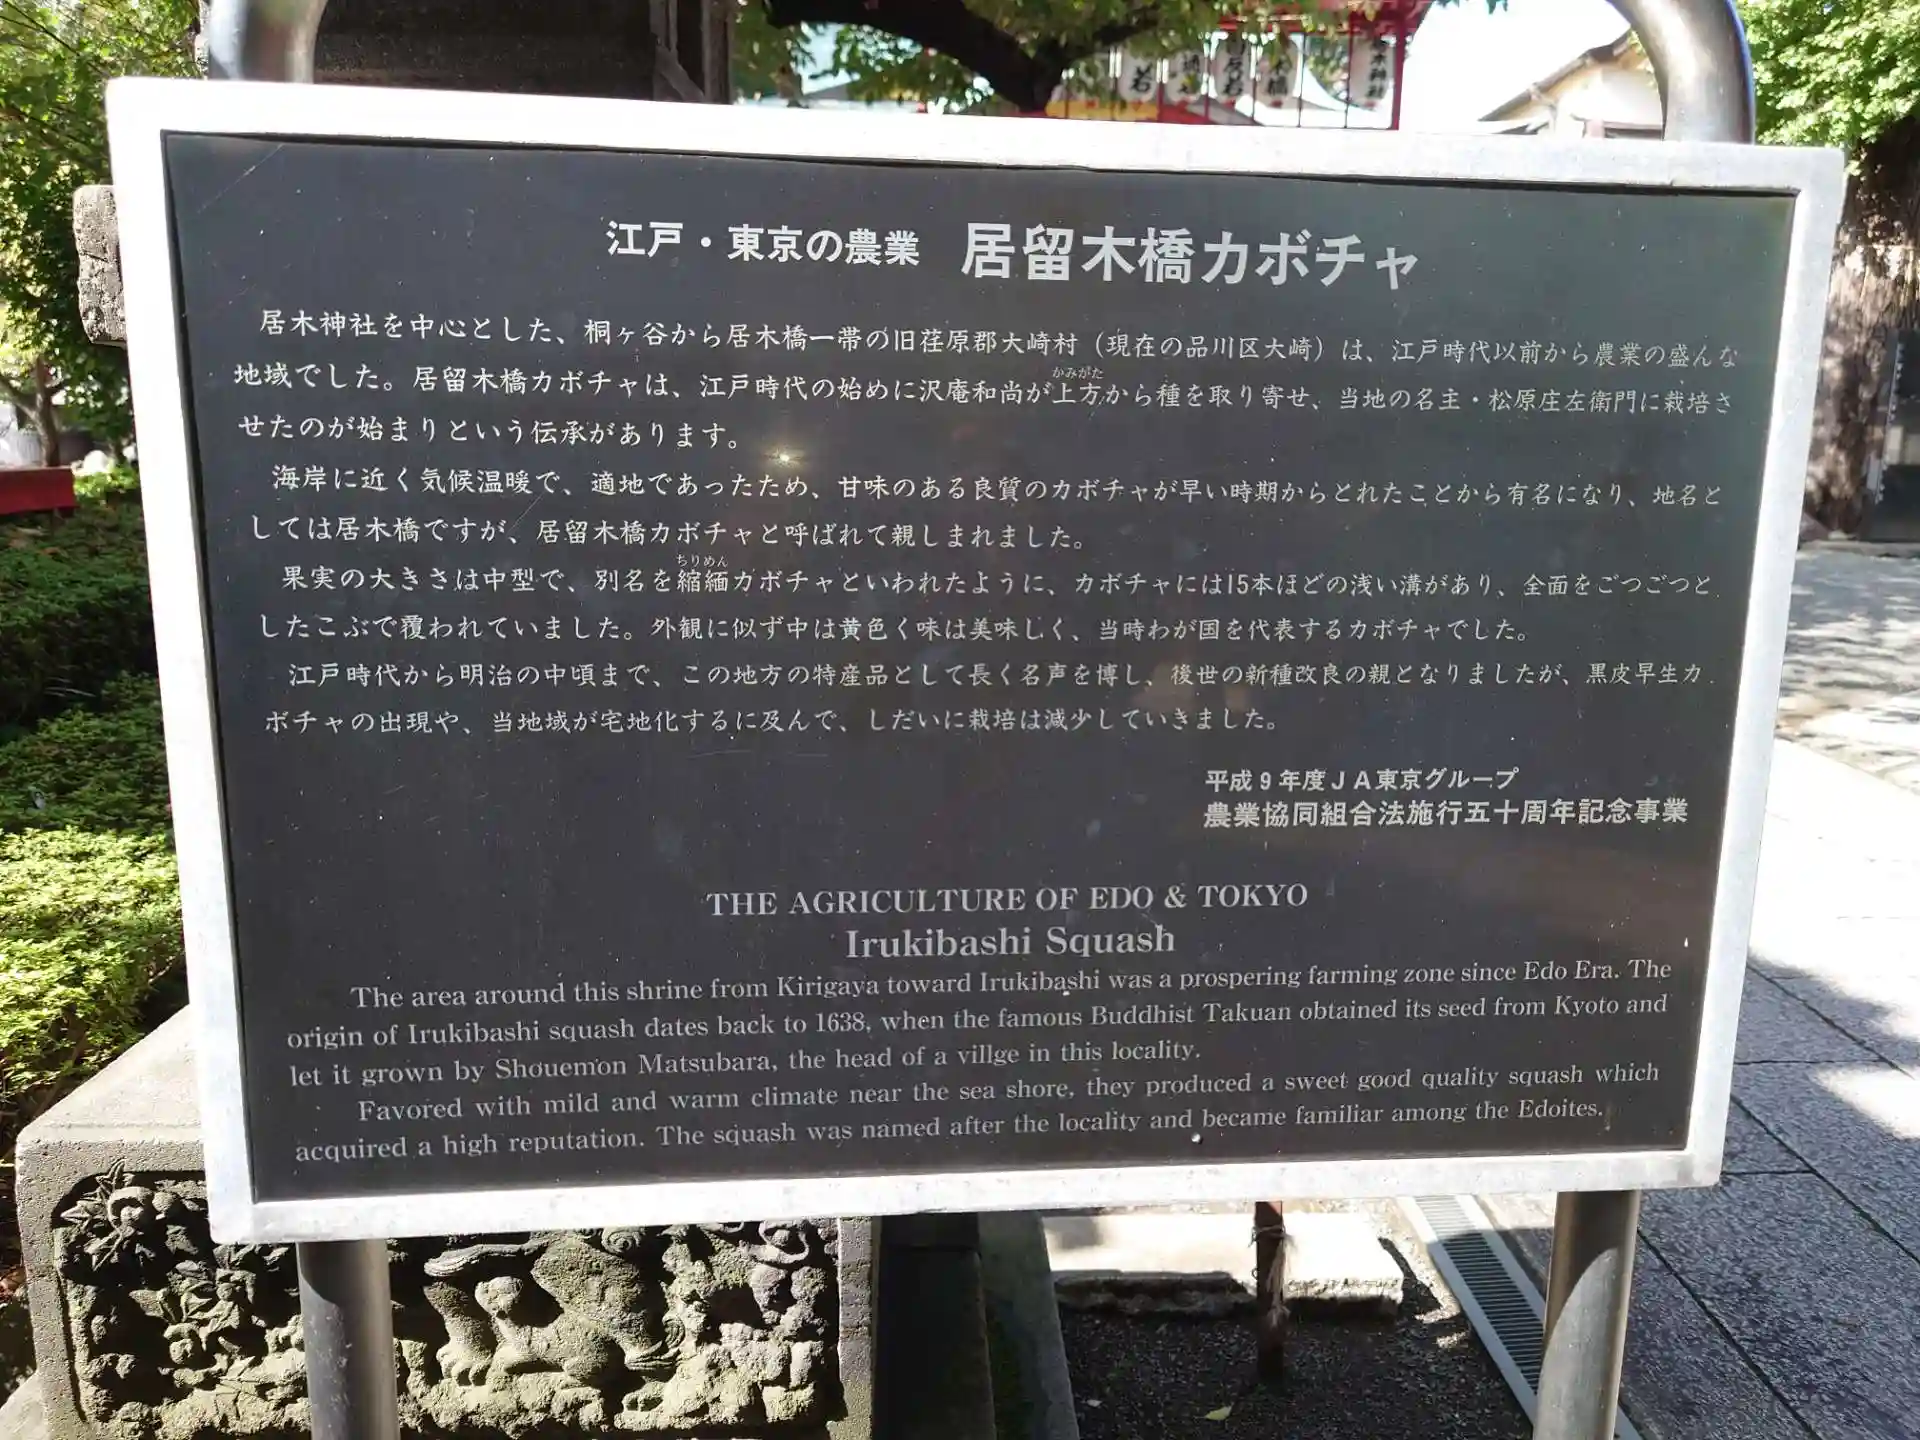 若
江戸・東京の農業 居留木橋カボチャ
居木神社を中心とした、桐ヶ谷から居木橋一帯の旧荏原郡大崎村（現在の品川区大崎）は、江戸時代以前から農業の盛んな
地域でした。居留木橋カボチャは、江戸時代の始めに沢庵和尚が上方から種を取り寄せ、当地の名主・松原庄左衛門に栽培さ
かみがた
せたのが始まりという伝承があります。
海岸に近く気候温暖で、適地であったため、甘味のある良質のカボチャが早い時期からとれたことから有名になり、地名と
しては居木橋ですが、居留木橋カボチャと呼ばれて親しまれました。
ちりめん
果実の大きさは中型で、別名を縮緬カボチャといわれたように、カボチャには15本ほどの浅い溝があり、全面をごつごつと
したこぶで覆われていました。外観に似ず中は黄色く味は美味しく、当時わが国を代表するカボチャでした。
江戸時代から明治の中頃まで、この地方の特産品として長く名声を博し、後世の新種改良の親となりましたが、黒皮早生カ
ボチャの出現や、当地域が宅地化するに及んで、しだいに栽培は減少していきました。
平成9年度JA東京グループ
農業協同組合法施行五十周年記念事業
THE AGRICULTURE OF EDO & TOKYO
Irukibashi Squash
The area around this shrine from Kirigaya toward Irukibashi was a prospering farming zone since Edo Era. The
origin of Irukibashi squash dates back to 1638, when the famous Buddhist Takuan obtained its seed from Kyoto and
let it grown by Shouemon Matsubara, the head of a villge in this locality.
Favored with mild and warm climate near the sea shore, they produced a sweet good quality squash which
acquired a high reputation. The squash was named after the locality and became familiar among the Edoites.